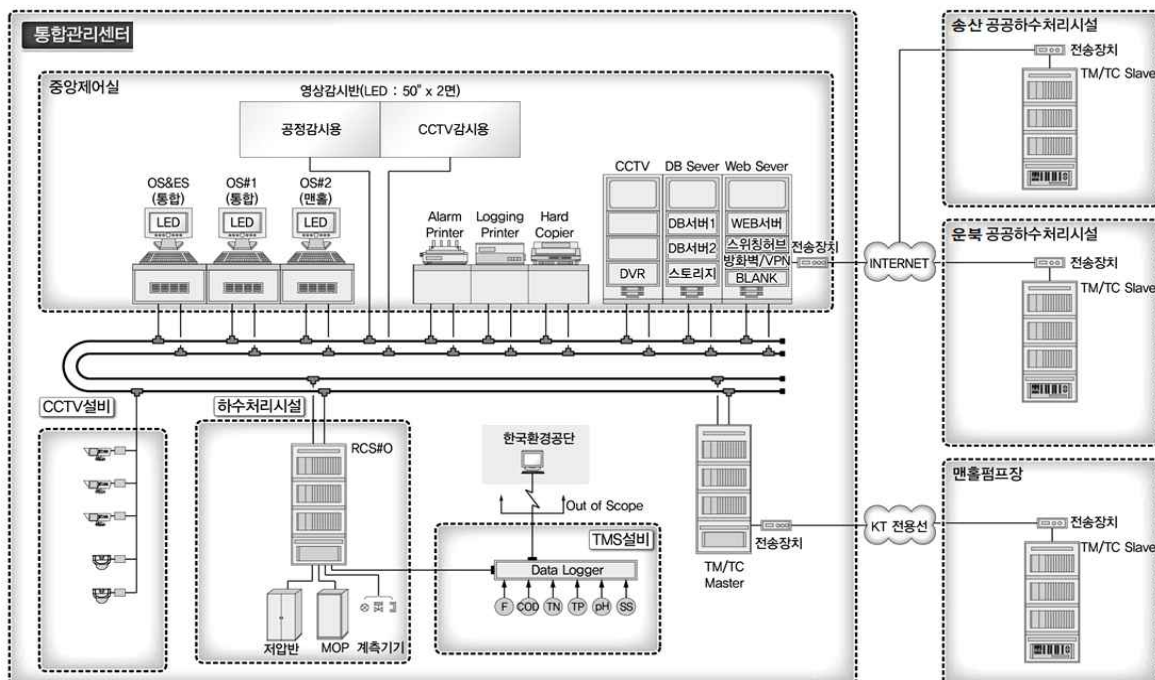 통합관리센터
중앙제어실
영상감시반(LED : 50" x 2면)
공정감시용
CCTV감시용
OS&ES
(통합)
OS#1
(통합)
OS#2
(맨홀)
LED
LED
LED
Alarm
Printer
Logging
Printer
Hard
Copier
CCTV
DB Sever
Web Sever
DVR
DB서버1
DB서버2
스토리지
WEB서버
스위칭허브
방화벽/VPN
BLANK
전송장치
INTERNET
송산 공공하수처리시설
전송장치
TM/TC Slave
운북 공공하수처리시설
전송장치
TM/TC Slave
CCTV설비
하수처리시설
RCS#O
저압반
MOP
계측기기
한국환경공단
Out of Scope
TMS설비
Data Logger
F
COD
TN
TP
pH
SS
TM/TC
Master
전송장치
KT 전용선
맨홀펌프장
전송장치
TM/TC Slave